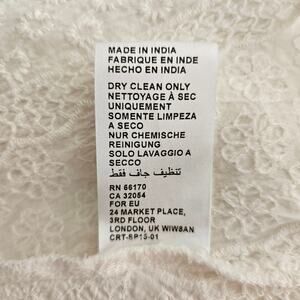 MADE IN INDIA
FABRIQUE EN INDE
HECHO EN INDIA
DRY CLEAN ONLY
NETTOYAGE À SEC
UNIQUEMENT
SOMENTE LIMPEZA
A SECO
NUR CHEMISCHE
REINIGUNG
SOLO LAVAGGIO A
SECCO
تنظيف جاف فقط
RN 66170
CA 32054
FOR EU
24 MARKET PLACE,
3RD FLOOR
LONDON, UK WIW8AN
CRT-SP15-01